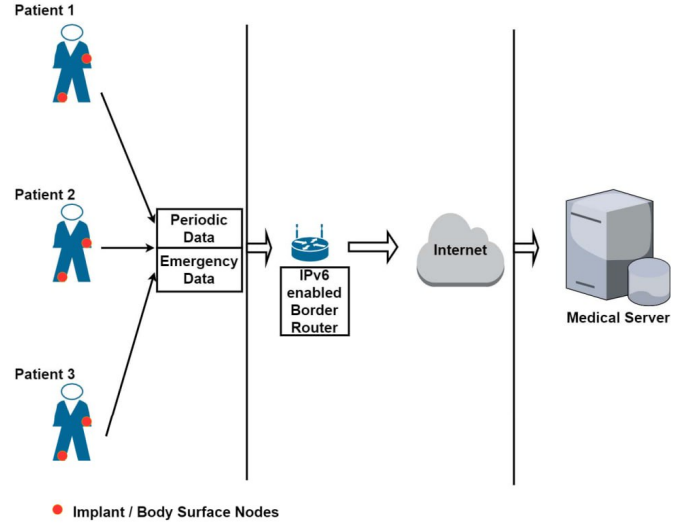 Patient 1
Patient 2
Periodic
Data
Emergency
Data
IPv6
enabled
Border
Router
Internet
Medical Server
Patient 3
Implant / Body Surface Nodes